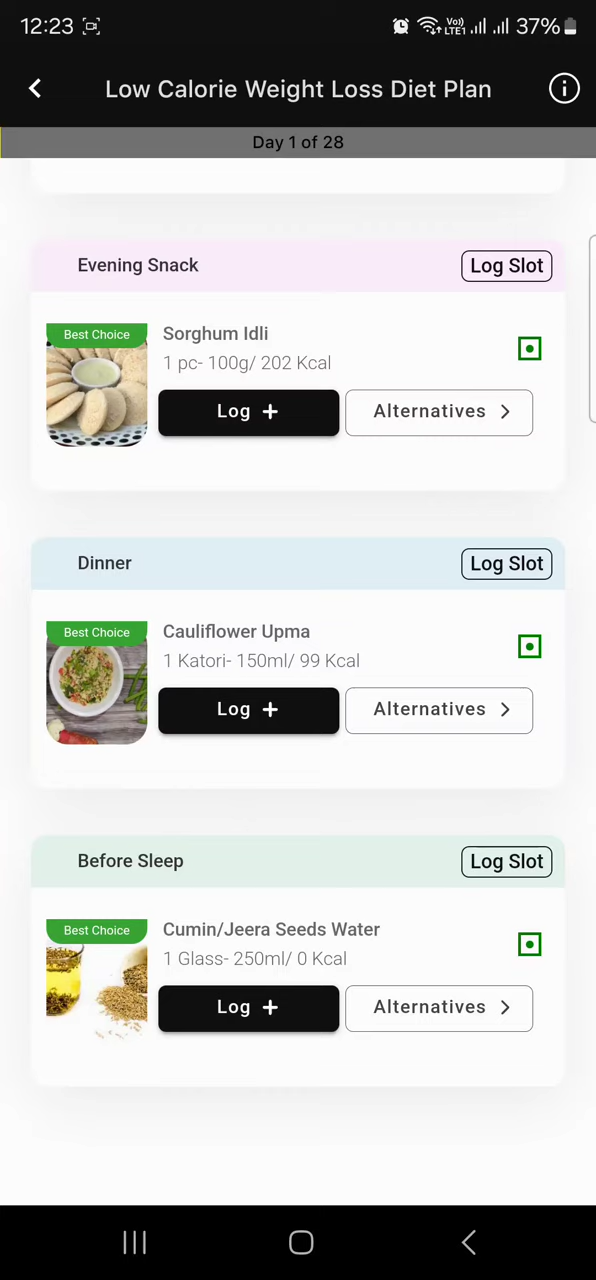 12:23
Vo))
LTE1
37%
Low Calorie Weight Loss Diet Plan
Day 1 of 28
Evening Snack
Log Slot
Best Choice
Sorghum Idli
1 pc- 100g/ 202 Kcal
Log +
Alternatives >
Dinner
Log Slot
Best Choice
Cauliflower Upma
1 Katori- 150ml/ 99 Kcal
Log +
Alternatives >
Before Sleep
Log Slot
Best Choice
Cumin/Jeera Seeds Water
1 Glass- 250ml/ 0 Kcal
Log +
Alternatives >